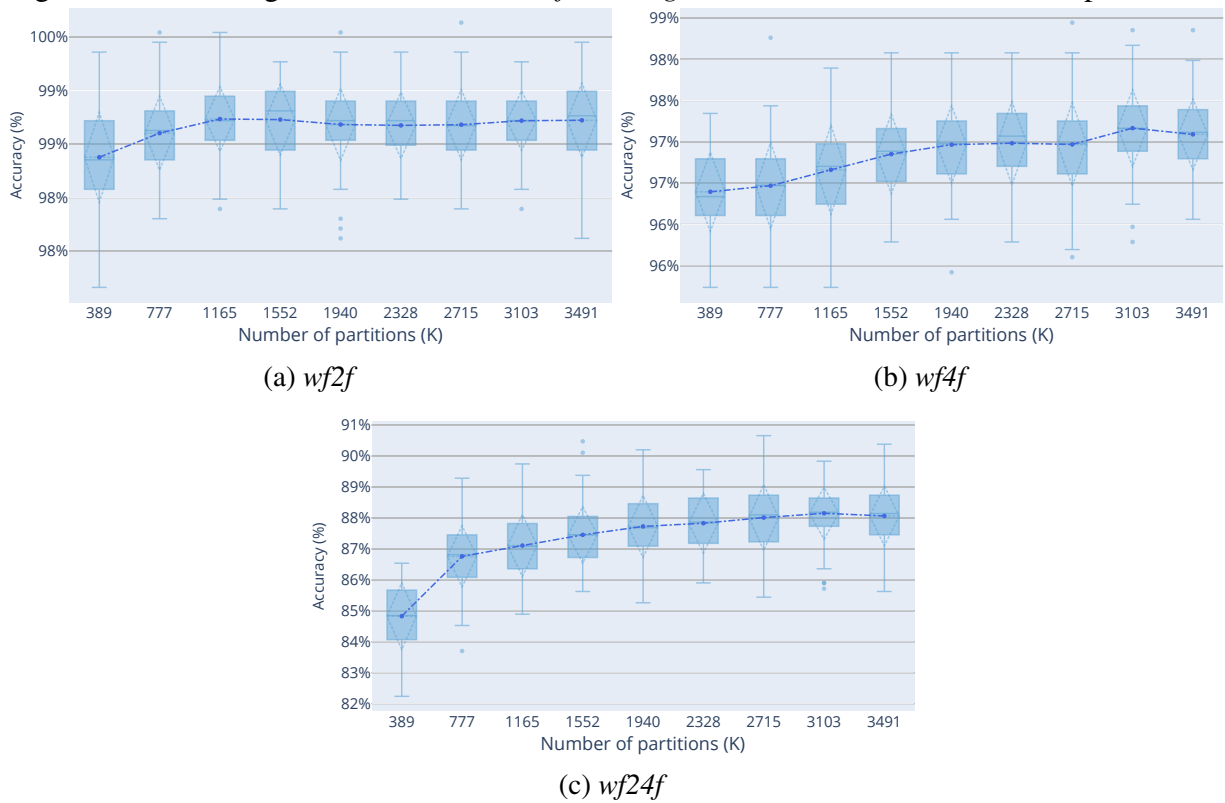 100%
99%
99%
98%
98%
Accuracy (%)
389 777 1165 1552 1940 2328 2715 3103 3491
Number of partitions (K)
(a) wf2f
99%
98%
98%
97%
97%
96%
96%
Accuracy (%)
389 777 1165 1552 1940 2328 2715 3103 3491
Number of partitions (K)
(b) wf4f
91%
90%
89%
88%
87%
86%
85%
84%
83%
82%
Accuracy (%)
389 777 1165 1552 1940 2328 2715 3103 3491
Number of partitions (K)
(c) wf24f